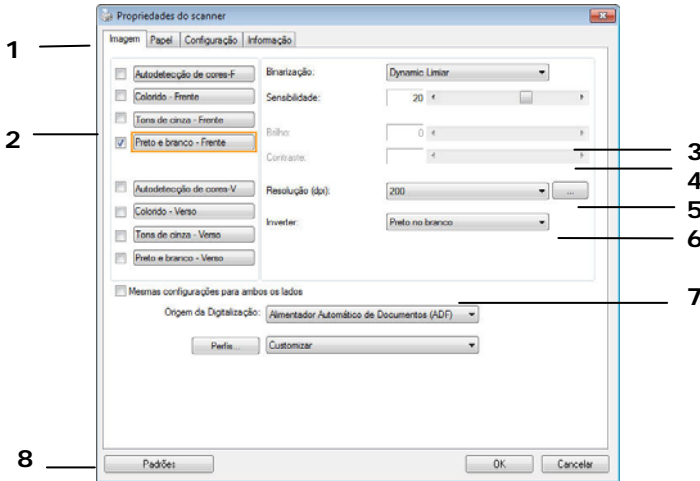 Propriedades do scanner
1
Imagem Papel Configuração Informação
Autodetecção de cores-F
Colorido - Frente
Tons de cinza - Frente
2
Preto e branco - Frente
Autodetecção de cores-V
Colorido - Verso
Tons de cinza - Verso
Preto e branco - Verso
Binarização: Dynamic Limiar
Sensibilidade: 20
Brilho: 0
3
Contraste:
4
Resolução (dpi): 200 ...
5
Inverter: Preto no branco
6
Mesmas configurações para ambos os lados
7
Origem da Digitalização: Alimentador Automático de Documentos (ADF)
Perfis... Customizar
8
Padrões OK Cancelar